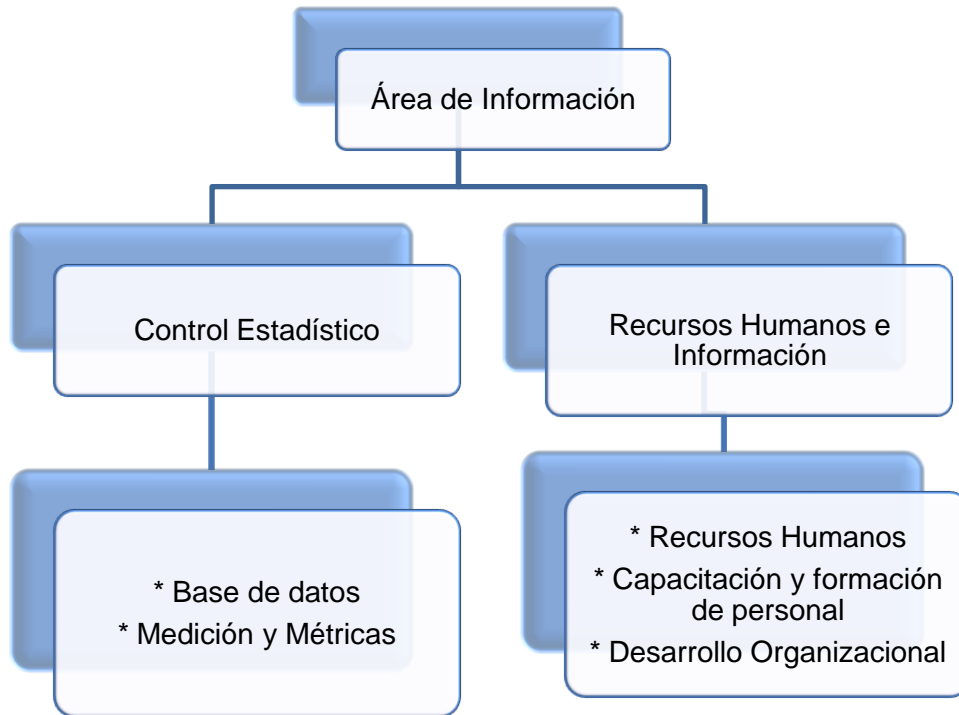 Área de Información
Control Estadístico
Recursos Humanos e
Información
* Base de datos
* Medición y Métricas
* Recursos Humanos
* Capacitación y formación
de personal
* Desarrollo Organizacional